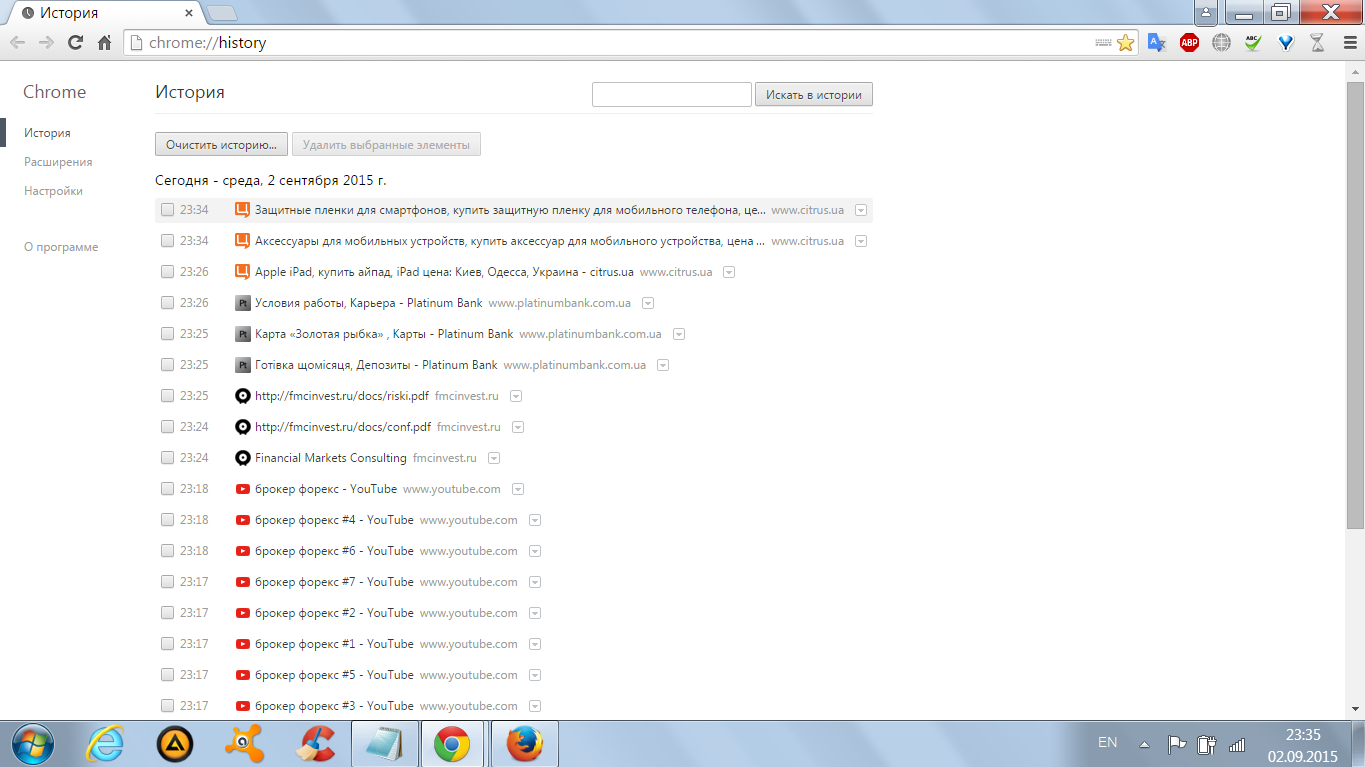 История
chrome://history
ABP
ABC
Chrome
История
Искать в истории
История
Расширения
Настройки
О программе
Очистить историю...
Удалить выбранные элементы
Сегодня - среда, 2 сентября 2015 г.
23:34 Защитные пленки для смартфонов, купить защитную пленку для мобильного телефона, це... www.citrus.ua
23:34 Аксессуары для мобильных устройств, купить аксессуар для мобильного устройства, цена ... www.citrus.ua
23:26 Apple iPad, купить айпад, iPad цена: Киев, Одесса, Украина - citrus.ua www.citrus.ua
23:26 Pt Условия работы, Карьера - Platinum Bank www.platinumbank.com.ua
23:25 Pt Карта «Золотая рыбка» , Карты - Platinum Bank www.platinumbank.com.ua
23:25 Pt Готівка щомісяця, Депозиты - Platinum Bank www.platinumbank.com.ua
23:25 http://fmcinvest.ru/docs/riski.pdf fmcinvest.ru
23:24 http://fmcinvest.ru/docs/conf.pdf fmcinvest.ru
23:24 Financial Markets Consulting fmcinvest.ru
23:18 брокер форекс - YouTube www.youtube.com
23:18 брокер форекс #4 - YouTube www.youtube.com
23:18 брокер форекс #6 - YouTube www.youtube.com
23:17 брокер форекс #7 - YouTube www.youtube.com
23:17 брокер форекс #2 - YouTube www.youtube.com
23:17 брокер форекс #1 - YouTube www.youtube.com
23:17 брокер форекс #5 - YouTube www.youtube.com
23:17 брокер форекс #3 - YouTube www.youtube.com
EN
23:35
02.09.2015